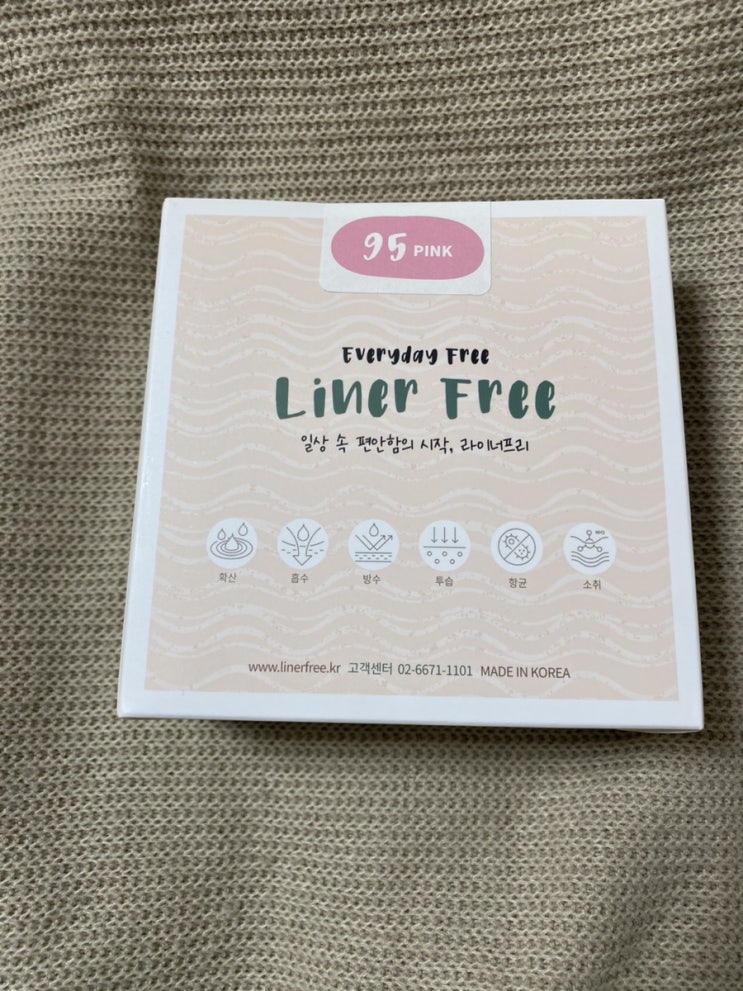 95 PINK
Everyday Free
Liner Free
일상 속 편안함의 시작, 라이너프리
확산 흡수 방수 투습 항균 소취
www.linerfree.kr 고객센터 02-6671-1101 MADE IN KOREA